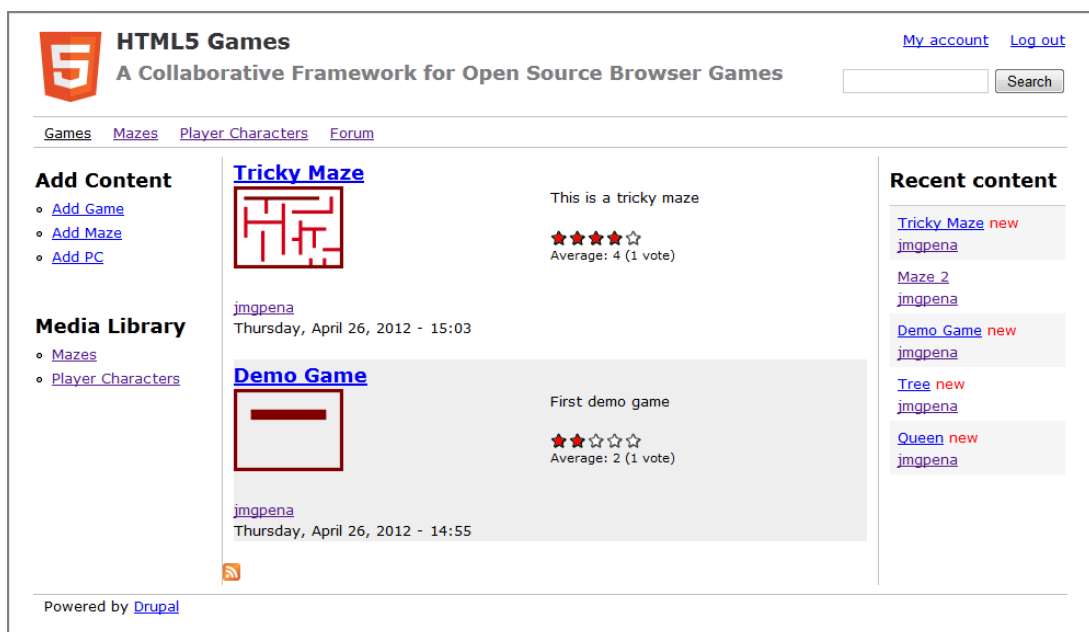 HTML5 Games
A Collaborative Framework for Open Source Browser Games
My account Log out
Search
Games Mazes Player Characters Forum
Add Content
Add Game
Add Maze
Add PC
Media Library
Mazes
Player Characters
Tricky Maze
This is a tricky maze
Average: 4 (1 vote)
jmgpena
Thursday, April 26, 2012 - 15:03
Demo Game
First demo game
Average: 2 (1 vote)
jmgpena
Thursday, April 26, 2012 - 14:55
Recent content
Tricky Maze new
jmgpena
Maze 2
jmgpena
Demo Game new
jmgpena
Tree new
jmgpena
Queen new
jmgpena
Powered by Drupal